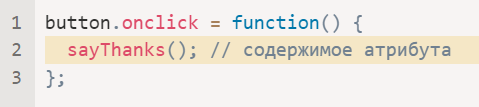 1 button.onclick = function() {
2   sayThanks(); // содержимое атрибута
3 };